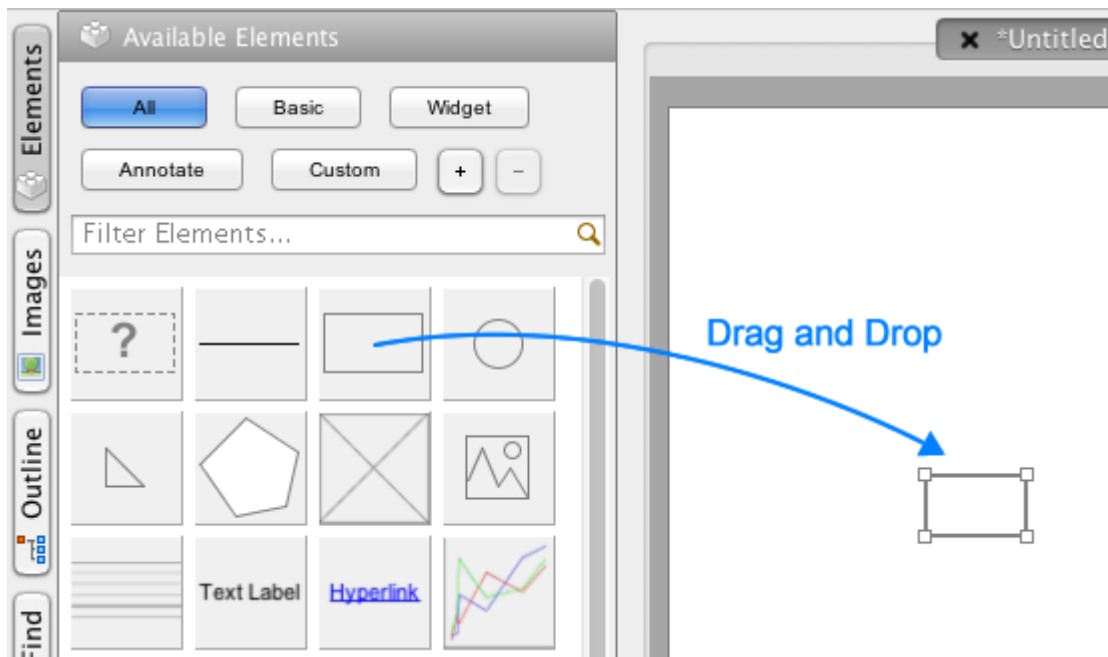 Available Elements
*Untitled
Elements
All
Basic
Widget
Annotate
Custom
+
-
Filter Elements...
Images
?
Drag and Drop
Outline
Text Label
Hyperlink
Find